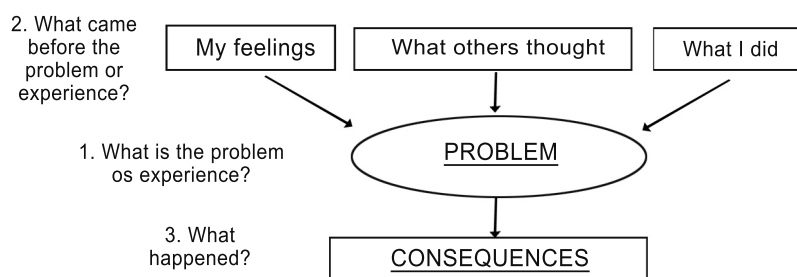 2. What came
before the
problem or
experience?
My feelings
What others thought
What I did
1. What is the problem
os experience?
PROBLEM
3. What
happened?
CONSEQUENCES